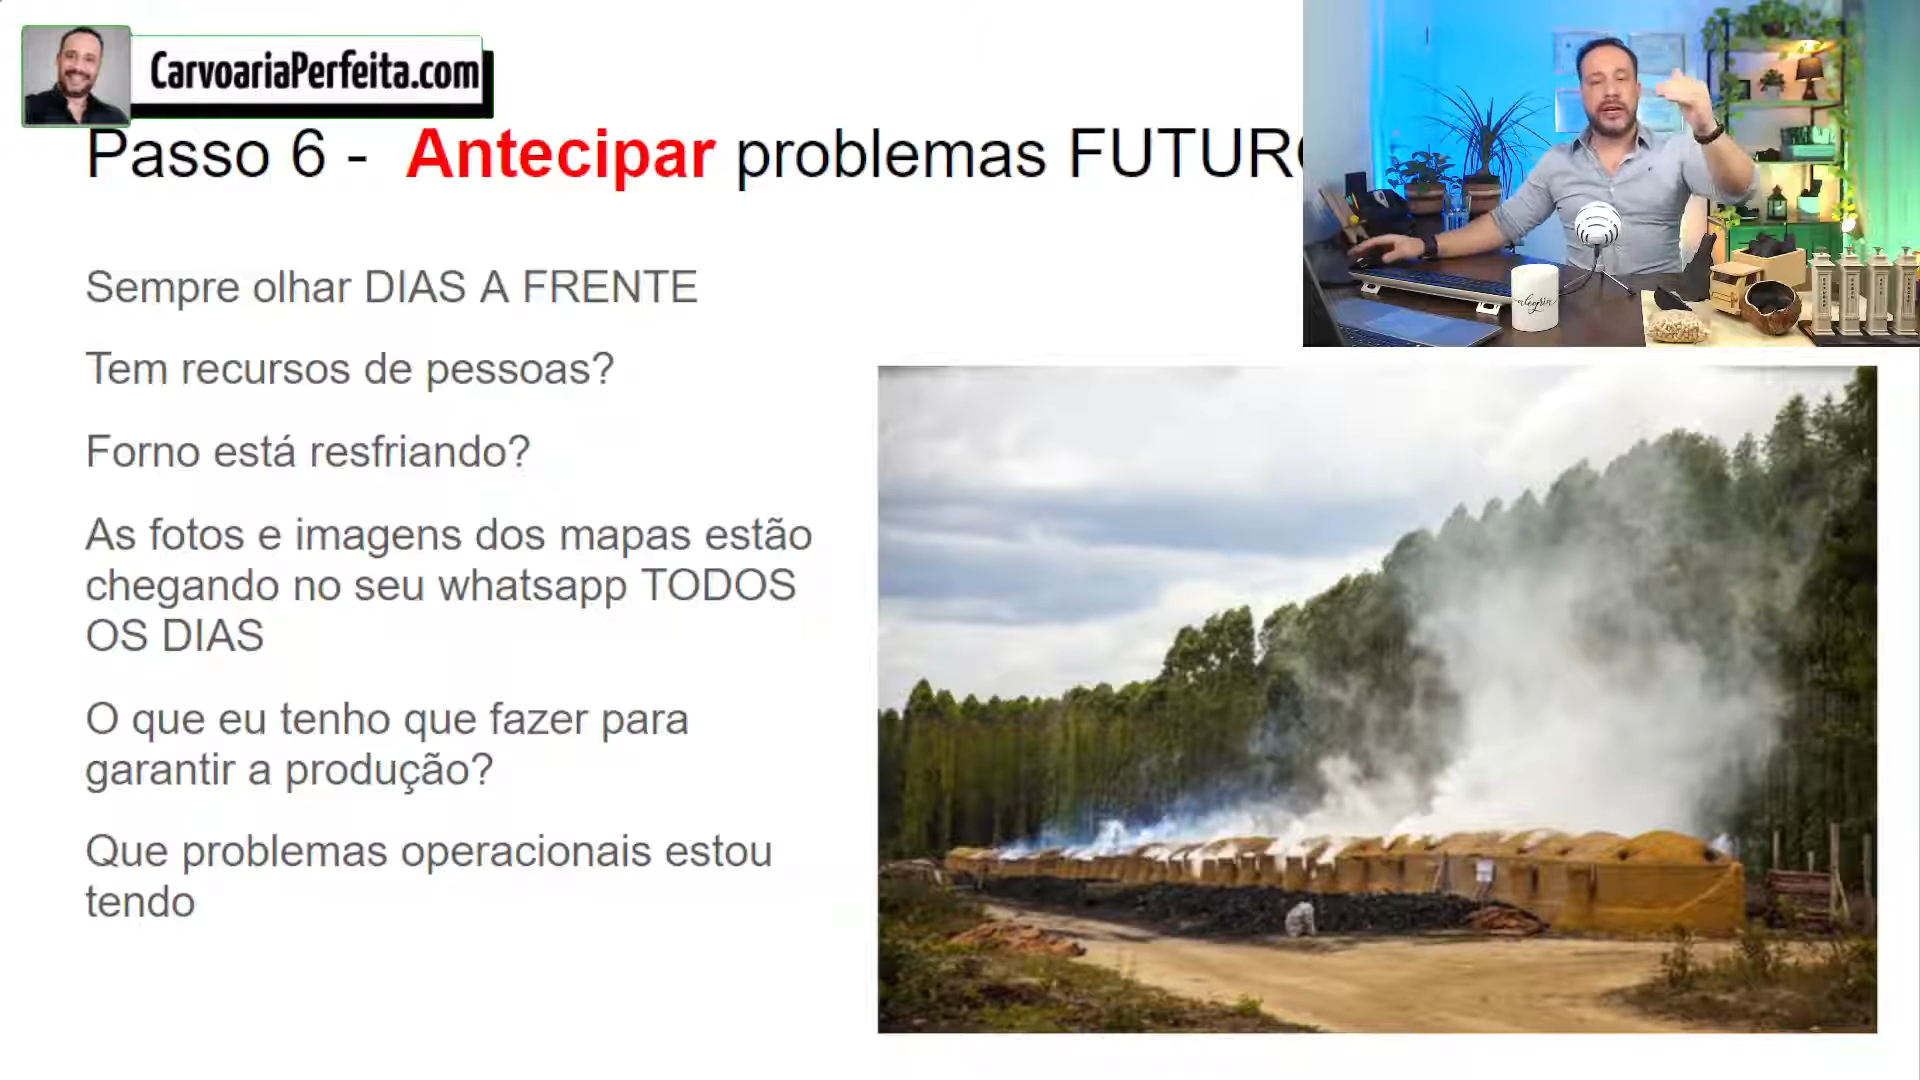 CarvoariaPerfeita.com
Passo 6 - Antecipar problemas FUTURO
Sempre olhar DIAS A FRENTE
Tem recursos de pessoas?
Forno está resfriando?
As fotos e imagens dos mapas estão
chegando no seu whatsapp TODOS
OS DIAS
O que eu tenho que fazer para
garantir a produção?
Que problemas operacionais estou
tendo
alegria